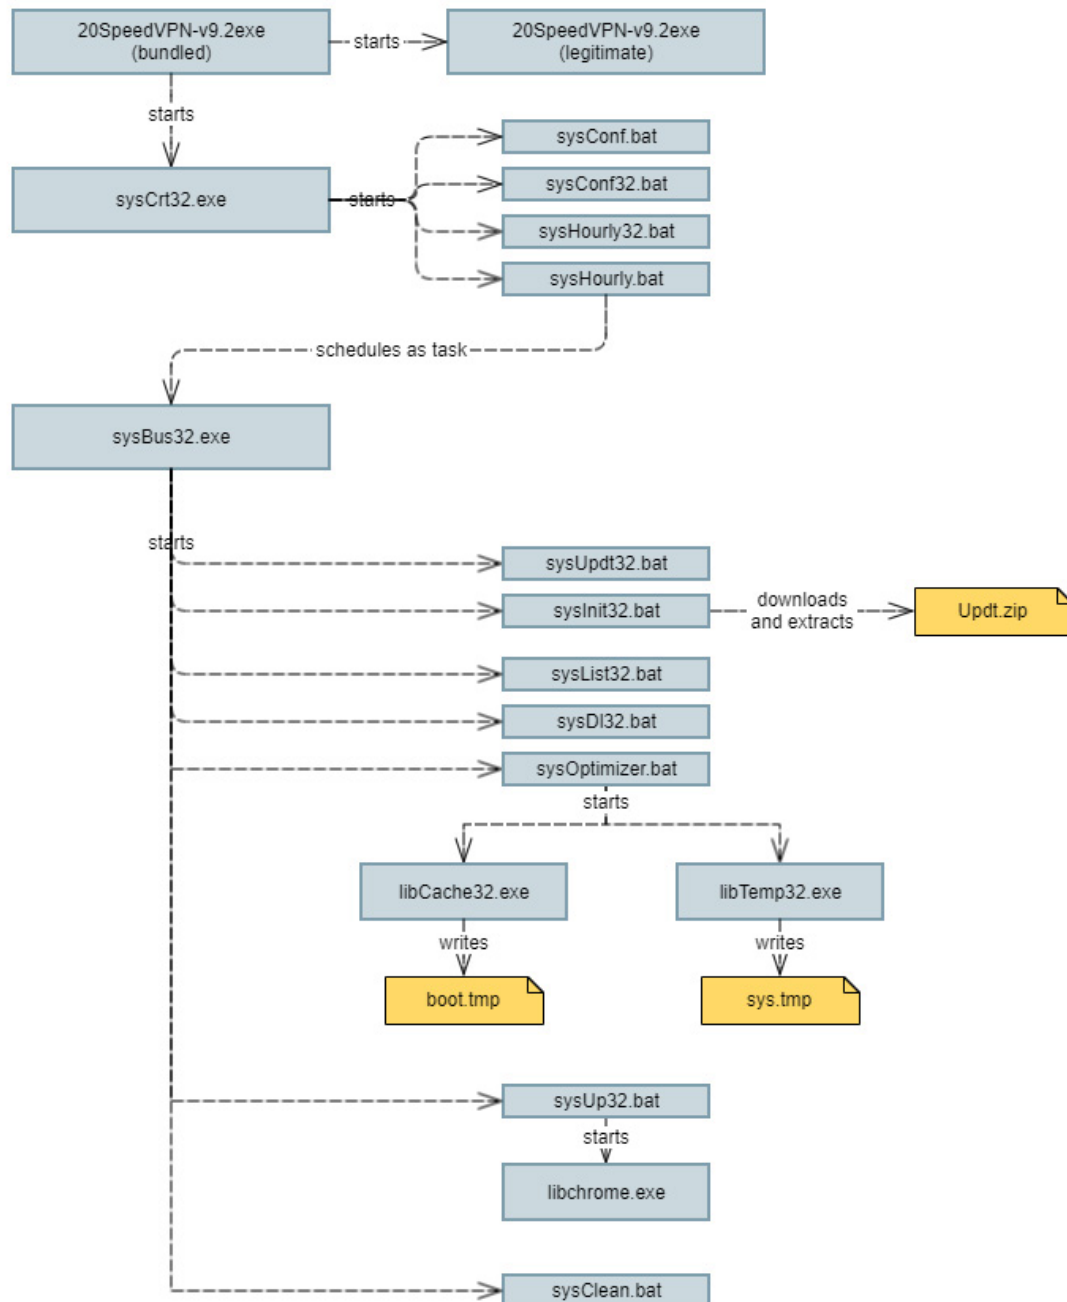 20SpeedVPN-v9.2exe
(bundled)
starts
20SpeedVPN-v9.2exe
(legitimate)
starts
sysCrt32.exe
starts
sysConf.bat
sysConf32.bat
sysHourly32.bat
sysHourly.bat
schedules as task
sysBus32.exe
starts
sysUpdt32.bat
sysInit32.bat
downloads
and extracts
Updt.zip
sysList32.bat
sysDl32.bat
sysOptimizer.bat
starts
libCache32.exe
libTemp32.exe
writes
writes
boot.tmp
sys.tmp
sysUp32.bat
starts
libchrome.exe
sysClean.bat